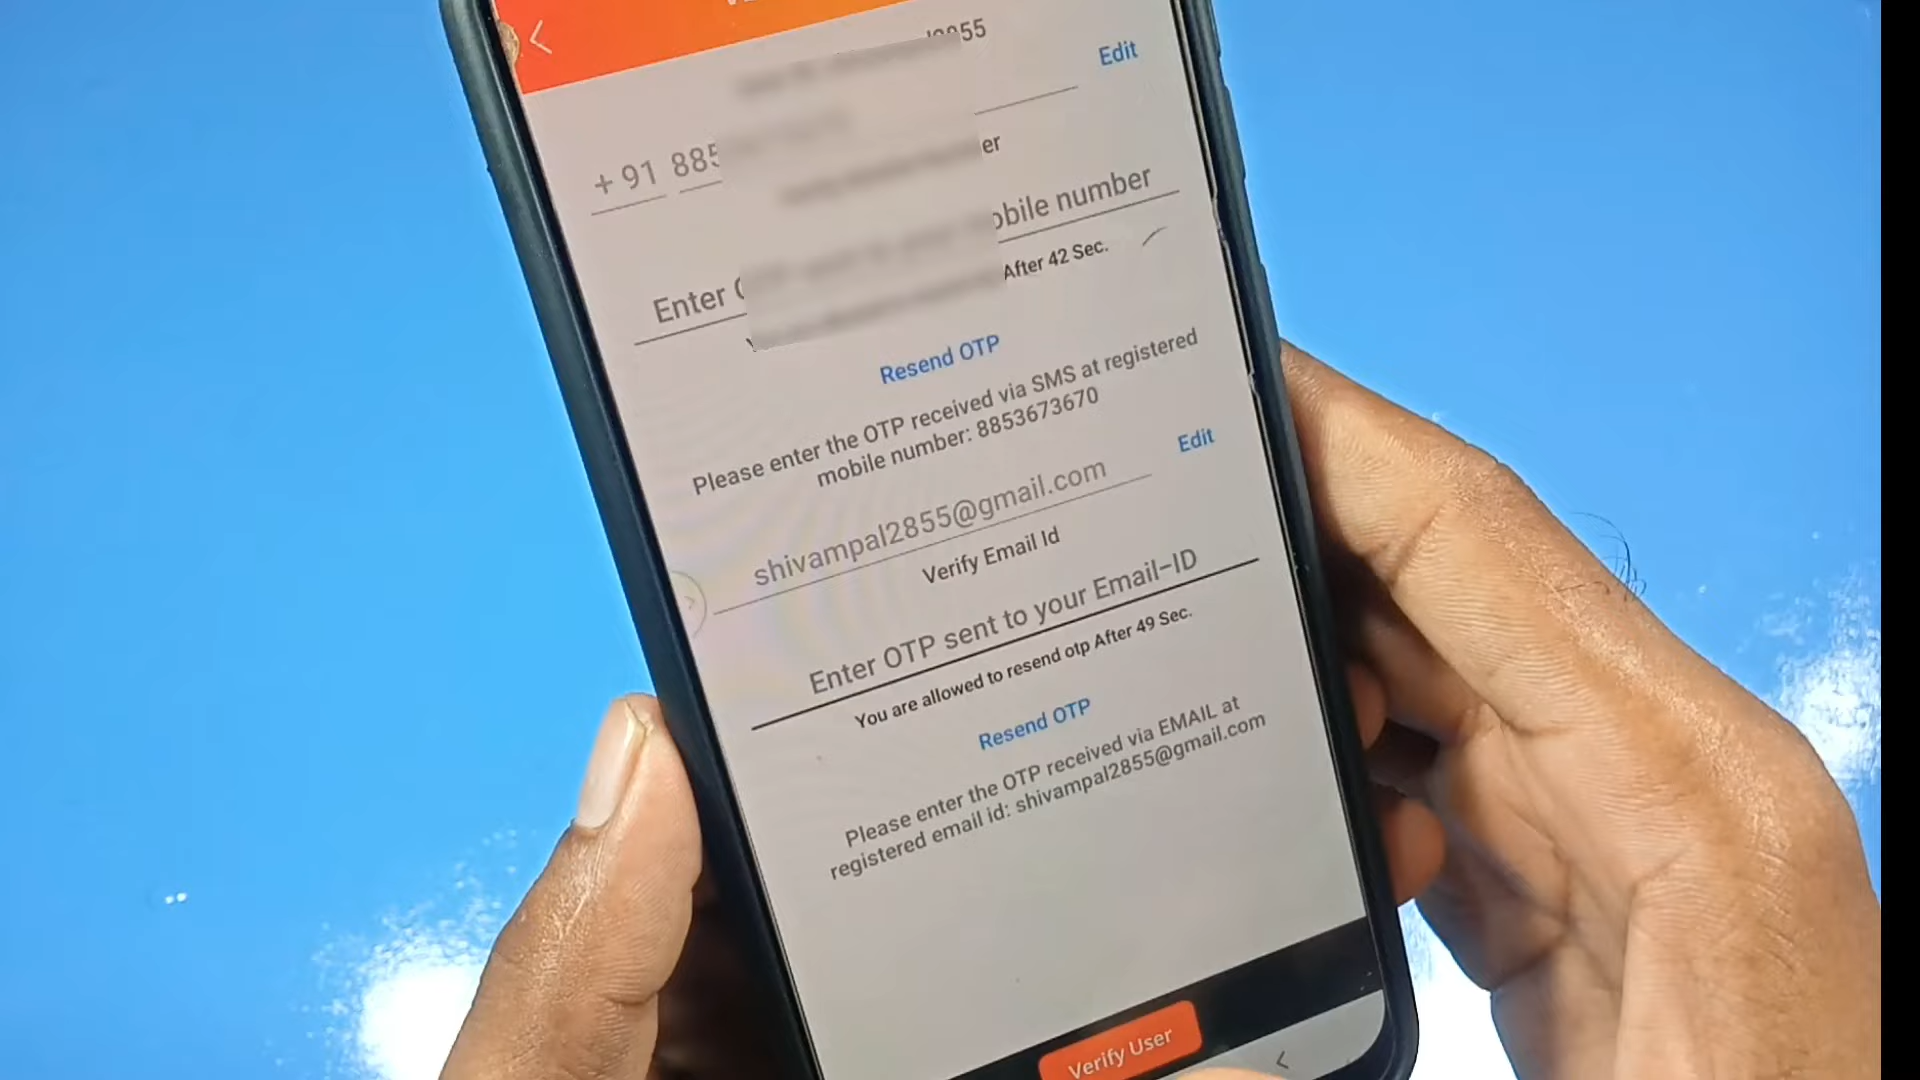 55
Edit
+ 91 885
er
obile number
Enter
After 42 Sec.
Resend OTP
Please enter the OTP received via SMS at registered
mobile number: 8853673670
shivampal2855@gmail.com Edit
Verify Email Id
Enter OTP sent to your Email-ID
You are allowed to resend otp After 49 Sec.
Resend OTP
Please enter the OTP received via EMAIL at
registered email id: shivampal2855@gmail.com
Verify User